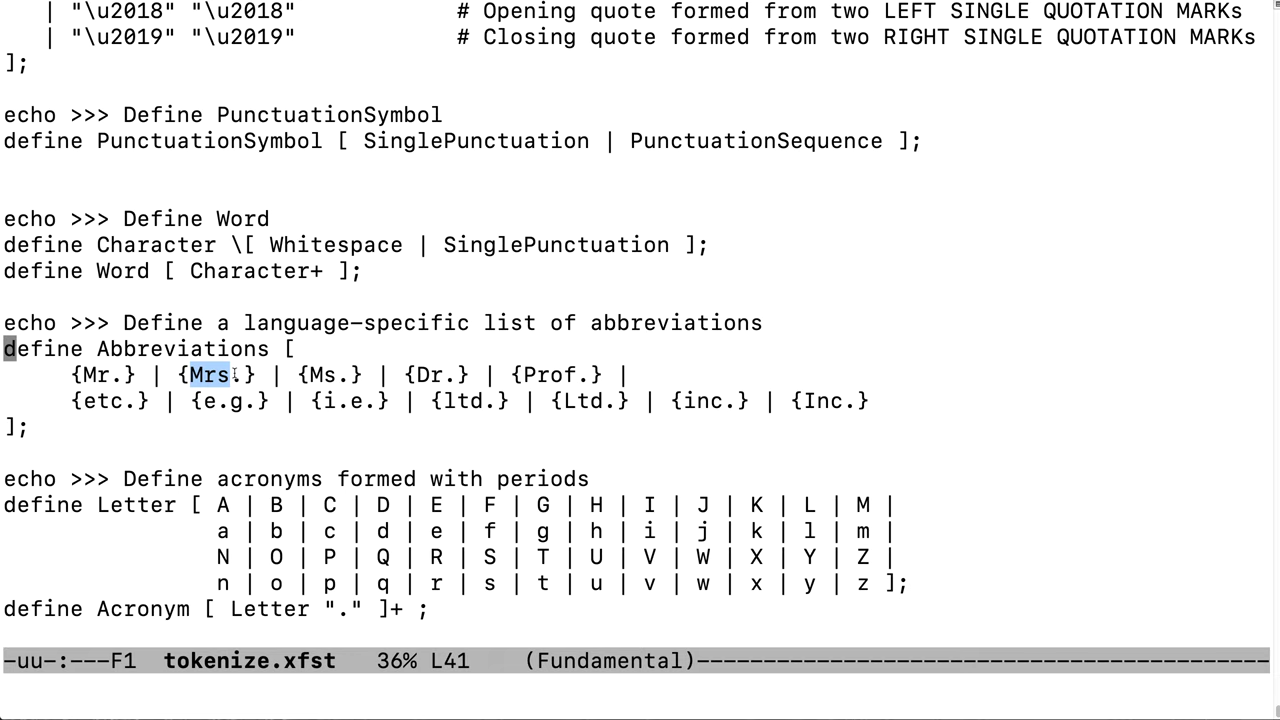 | "\u2018" "\u2018" # Opening quote formed from two LEFT SINGLE QUOTATION MARKs
| "\u2019" "\u2019" # Closing quote formed from two RIGHT SINGLE QUOTATION MARKs
];
echo >>> Define PunctuationSymbol
define PunctuationSymbol [ SinglePunctuation | PunctuationSequence ];
echo >>> Define Word
define Character \[ Whitespace | SinglePunctuation ];
define Word [ Character+ ];
echo >>> Define a language-specific list of abbreviations
define Abbreviations [
{Mr.} | {Mrs.} | {Ms.} | {Dr.} | {Prof.} |
{etc.} | {e.g.} | {i.e.} | {ltd.} | {Ltd.} | {inc.} | {Inc.}
];
echo >>> Define acronyms formed with periods
define Letter [ A | B | C | D | E | F | G | H | I | J | K | L | M |
a | b | c | d | e | f | g | h | i | j | k | l | m |
N | O | P | Q | R | S | T | U | V | W | X | Y | Z |
n | o | p | q | r | s | t | u | v | w | x | y | z ];
define Acronym [ Letter "." ]+ ;
-uu-:---F1 tokenize.xfst 36% L41 (Fundamental)-------------------------------------------